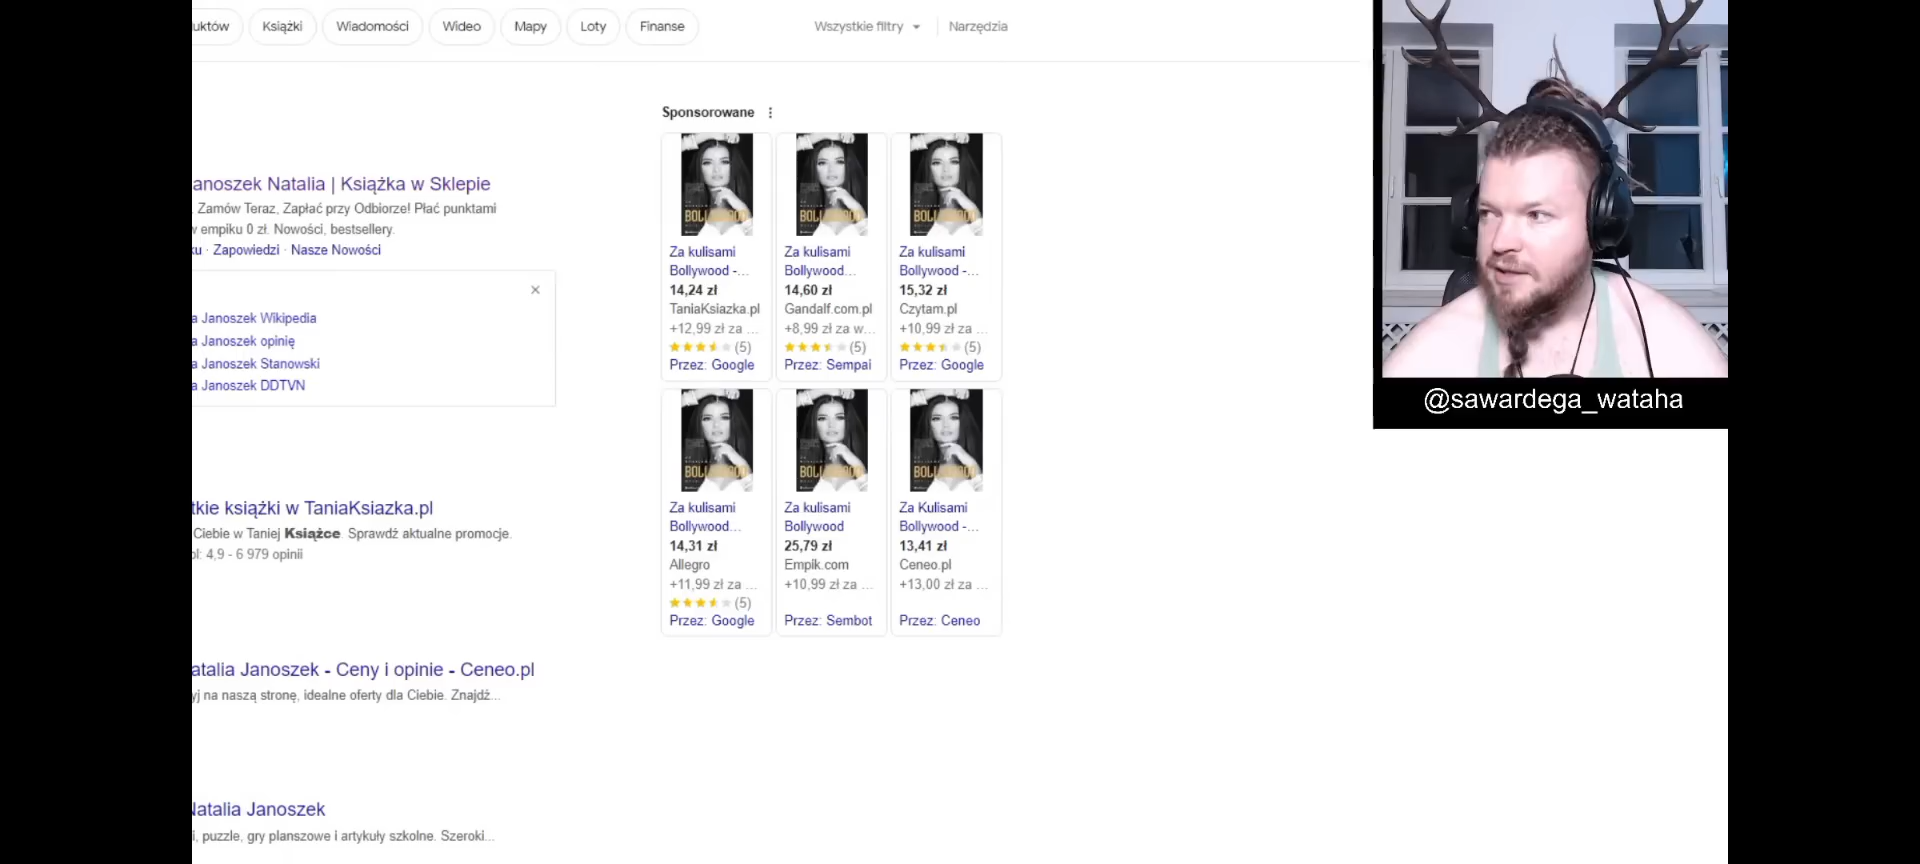 uktów
Książki
Wiadomości
Wideo
Mapy
Loty
Finanse
Wszystkie filtry
Narzędzia
anoszek Natalia | Książka w Sklepie
. Zamów Teraz, Zapłać przy Odbiorze! Płać punktami
w empiku 0 zł. Nowości, bestsellery.
ku · Zapowiedzi · Nasze Nowości
a Janoszek Wikipedia
a Janoszek opinię
a Janoszek Stanowski
a Janoszek DDTVN
tkie książki w TaniaKsiazka.pl
Ciebie w Taniej Książce. Sprawdź aktualne promocje.
pl: 4,9 - 6 979 opinii
atalia Janoszek - Ceny i opinie - Ceneo.pl
yj na naszą stronę, idealne oferty dla Ciebie. Znajdź...
Natalia Janoszek
i, puzzle, gry planszowe i artykuły szkolne. Szeroki...
Sponsorowane
BOLLYWOOD
Za kulisami
Bollywood -...
14,24 zł
TaniaKsiazka.pl
+12,99 zł za ...
(5)
Przez: Google
BOLLYWOOD
Za kulisami
Bollywood...
14,60 zł
Gandalf.com.pl
+8,99 zł za w...
(5)
Przez: Sempai
BOLLYWOOD
Za kulisami
Bollywood -...
15,32 zł
Czytam.pl
+10,99 zł za ...
(5)
Przez: Google
BOLLYWOOD
Za kulisami
Bollywood...
14,31 zł
Allegro
+11,99 zł za ...
(5)
Przez: Google
BOLLYWOOD
Za kulisami
Bollywood
25,79 zł
Empik.com
+10,99 zł za ...
Przez: Sembot
BOLLYWOOD
Za Kulisami
Bollywood -...
13,41 zł
Ceneo.pl
+13,00 zł za ...
Przez: Ceneo
@sawardega_wataha